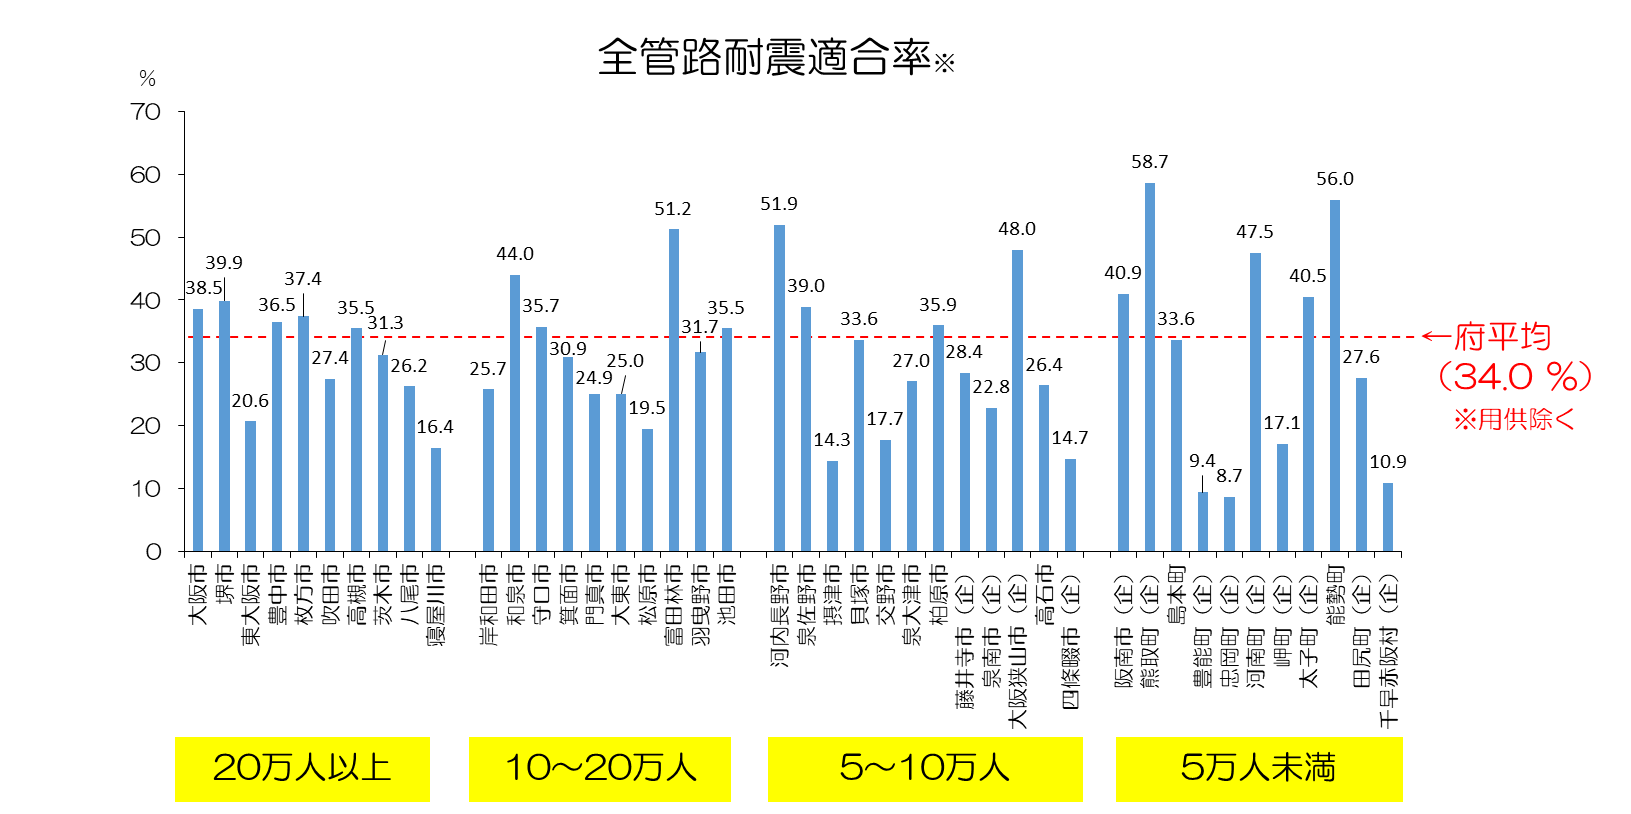 全管路耐震適合率※
%
70
60
50
40
30
20
10
0
38.5
39.9
20.6
36.5
37.4
27.4
35.5
31.3
26.2
16.4
25.7
44.0
35.7
30.9
24.9
25.0
19.5
51.2
31.7
35.5
51.9
39.0
14.3
33.6
17.7
27.0
35.9
28.4
22.8
48.0
26.4
14.7
40.9
58.7
33.6
9.4
8.7
47.5
17.1
40.5
56.0
27.6
10.9
←府平均
（34.0 %）
※用供除く
大阪市
堺市
東大阪市
豊中市
枚方市
吹田市
高槻市
茨木市
八尾市
寝屋川市
岸和田市
和泉市
守口市
箕面市
門真市
大東市
松原市
富田林市
羽曳野市
池田市
河内長野市
泉佐野市
摂津市
貝塚市
交野市
泉大津市
柏原市
藤井寺市（企）
泉南市（企）
大阪狭山市（企）
高石市
四條畷市（企）
阪南市（企）
熊取町（企）
島本町
豊能町（企）
忠岡町（企）
河南町（企）
岬町（企）
太子町（企）
能勢町
田尻町（企）
千早赤阪村（企）
20万人以上
10～20万人
5～10万人
5万人未満